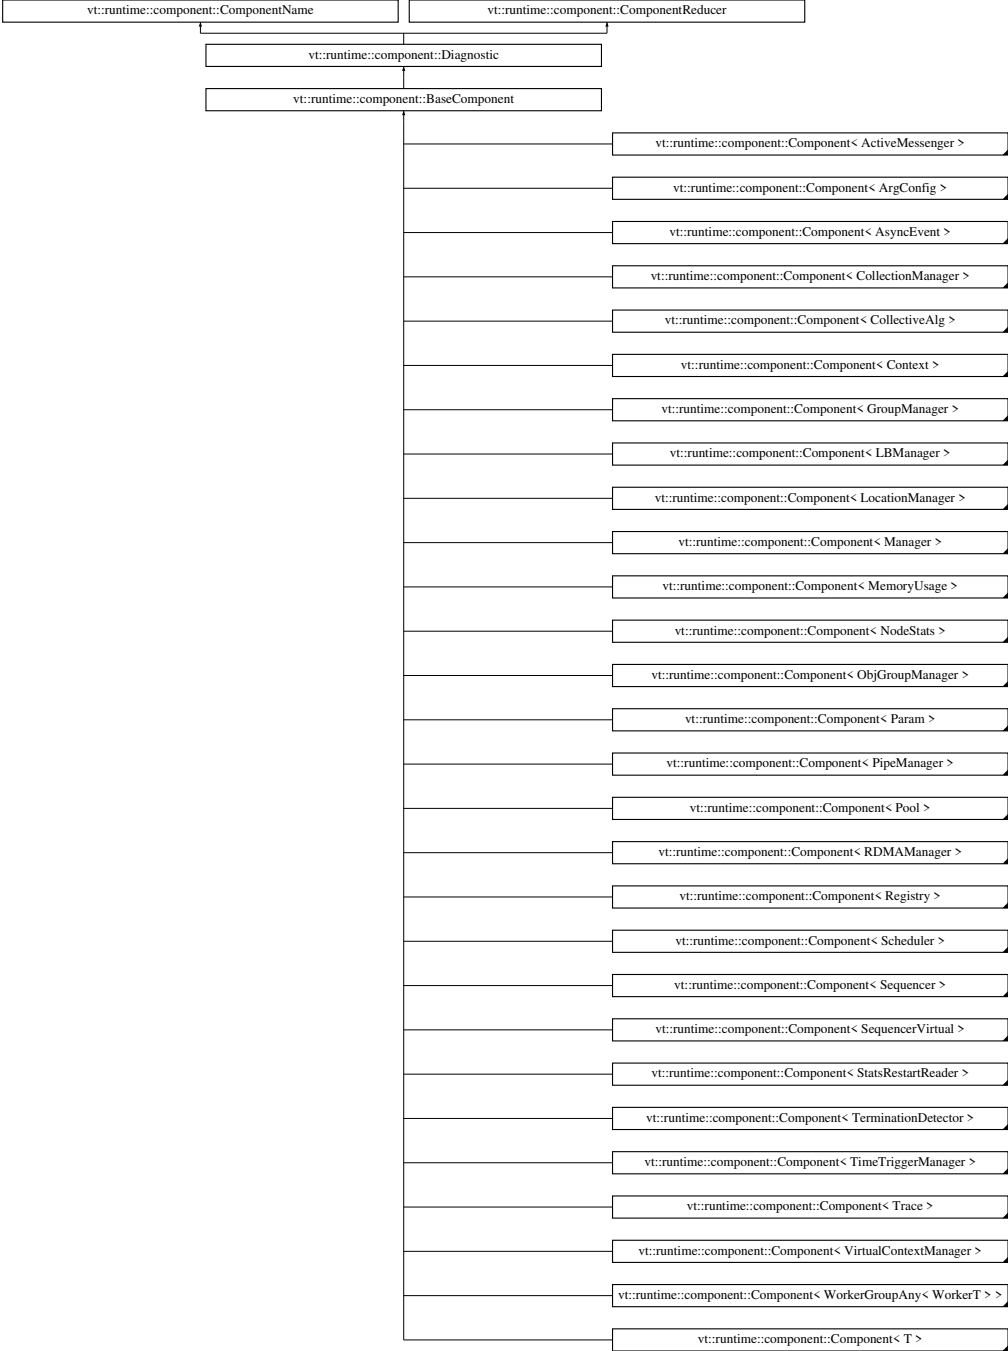 vt::runtime::component::ComponentName
vt::runtime::component::ComponentReducer
vt::runtime::component::Diagnostic
vt::runtime::component::BaseComponent
vt::runtime::component::Component< ActiveMessenger >
vt::runtime::component::Component< ArgConfig >
vt::runtime::component::Component< AsyncEvent >
vt::runtime::component::Component< CollectionManager >
vt::runtime::component::Component< CollectiveAlg >
vt::runtime::component::Component< Context >
vt::runtime::component::Component< GroupManager >
vt::runtime::component::Component< LBManager >
vt::runtime::component::Component< LocationManager >
vt::runtime::component::Component< Manager >
vt::runtime::component::Component< MemoryUsage >
vt::runtime::component::Component< NodeStats >
vt::runtime::component::Component< ObjGroupManager >
vt::runtime::component::Component< Param >
vt::runtime::component::Component< PipeManager >
vt::runtime::component::Component< Pool >
vt::runtime::component::Component< RDMAManager >
vt::runtime::component::Component< Registry >
vt::runtime::component::Component< Scheduler >
vt::runtime::component::Component< Sequencer >
vt::runtime::component::Component< SequencerVirtual >
vt::runtime::component::Component< StatsRestartReader >
vt::runtime::component::Component< TerminationDetector >
vt::runtime::component::Component< TimeTriggerManager >
vt::runtime::component::Component< Trace >
vt::runtime::component::Component< VirtualContextManager >
vt::runtime::component::Component< WorkerGroupAny< WorkerT > >
vt::runtime::component::Component< T >